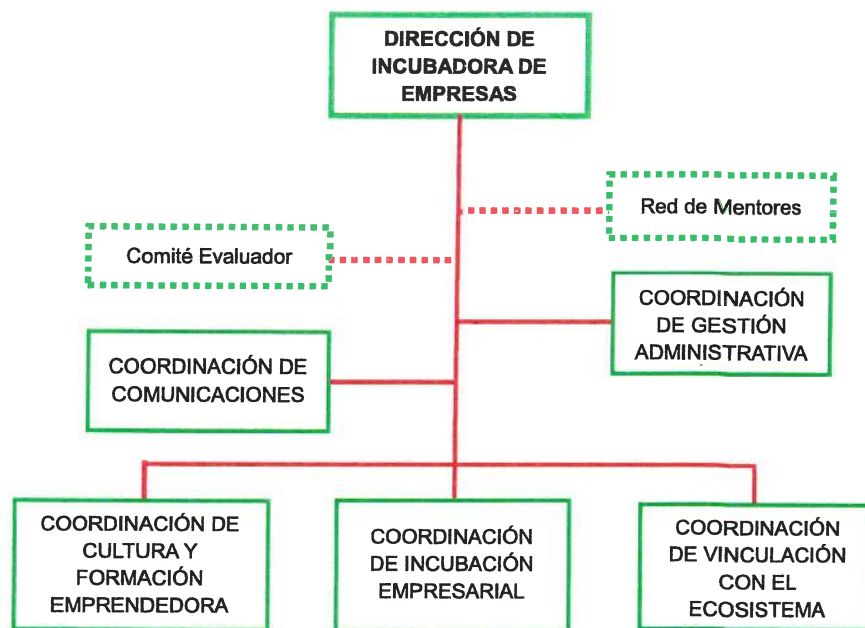 DIRECCIÓN DE
INCUBADORA DE
EMPRESAS
Red de Mentores
Comité Evaluador
COORDINACIÓN
DE GESTIÓN
ADMINISTRATIVA
COORDINACIÓN DE
COMUNICACIONES
COORDINACIÓN DE
CULTURA Y
FORMACIÓN
EMPRENDEDORA
COORDINACIÓN
DE INCUBACIÓN
EMPRESARIAL
COORDINACIÓN
DE VINCULACIÓN
CON EL
ECOSISTEMA